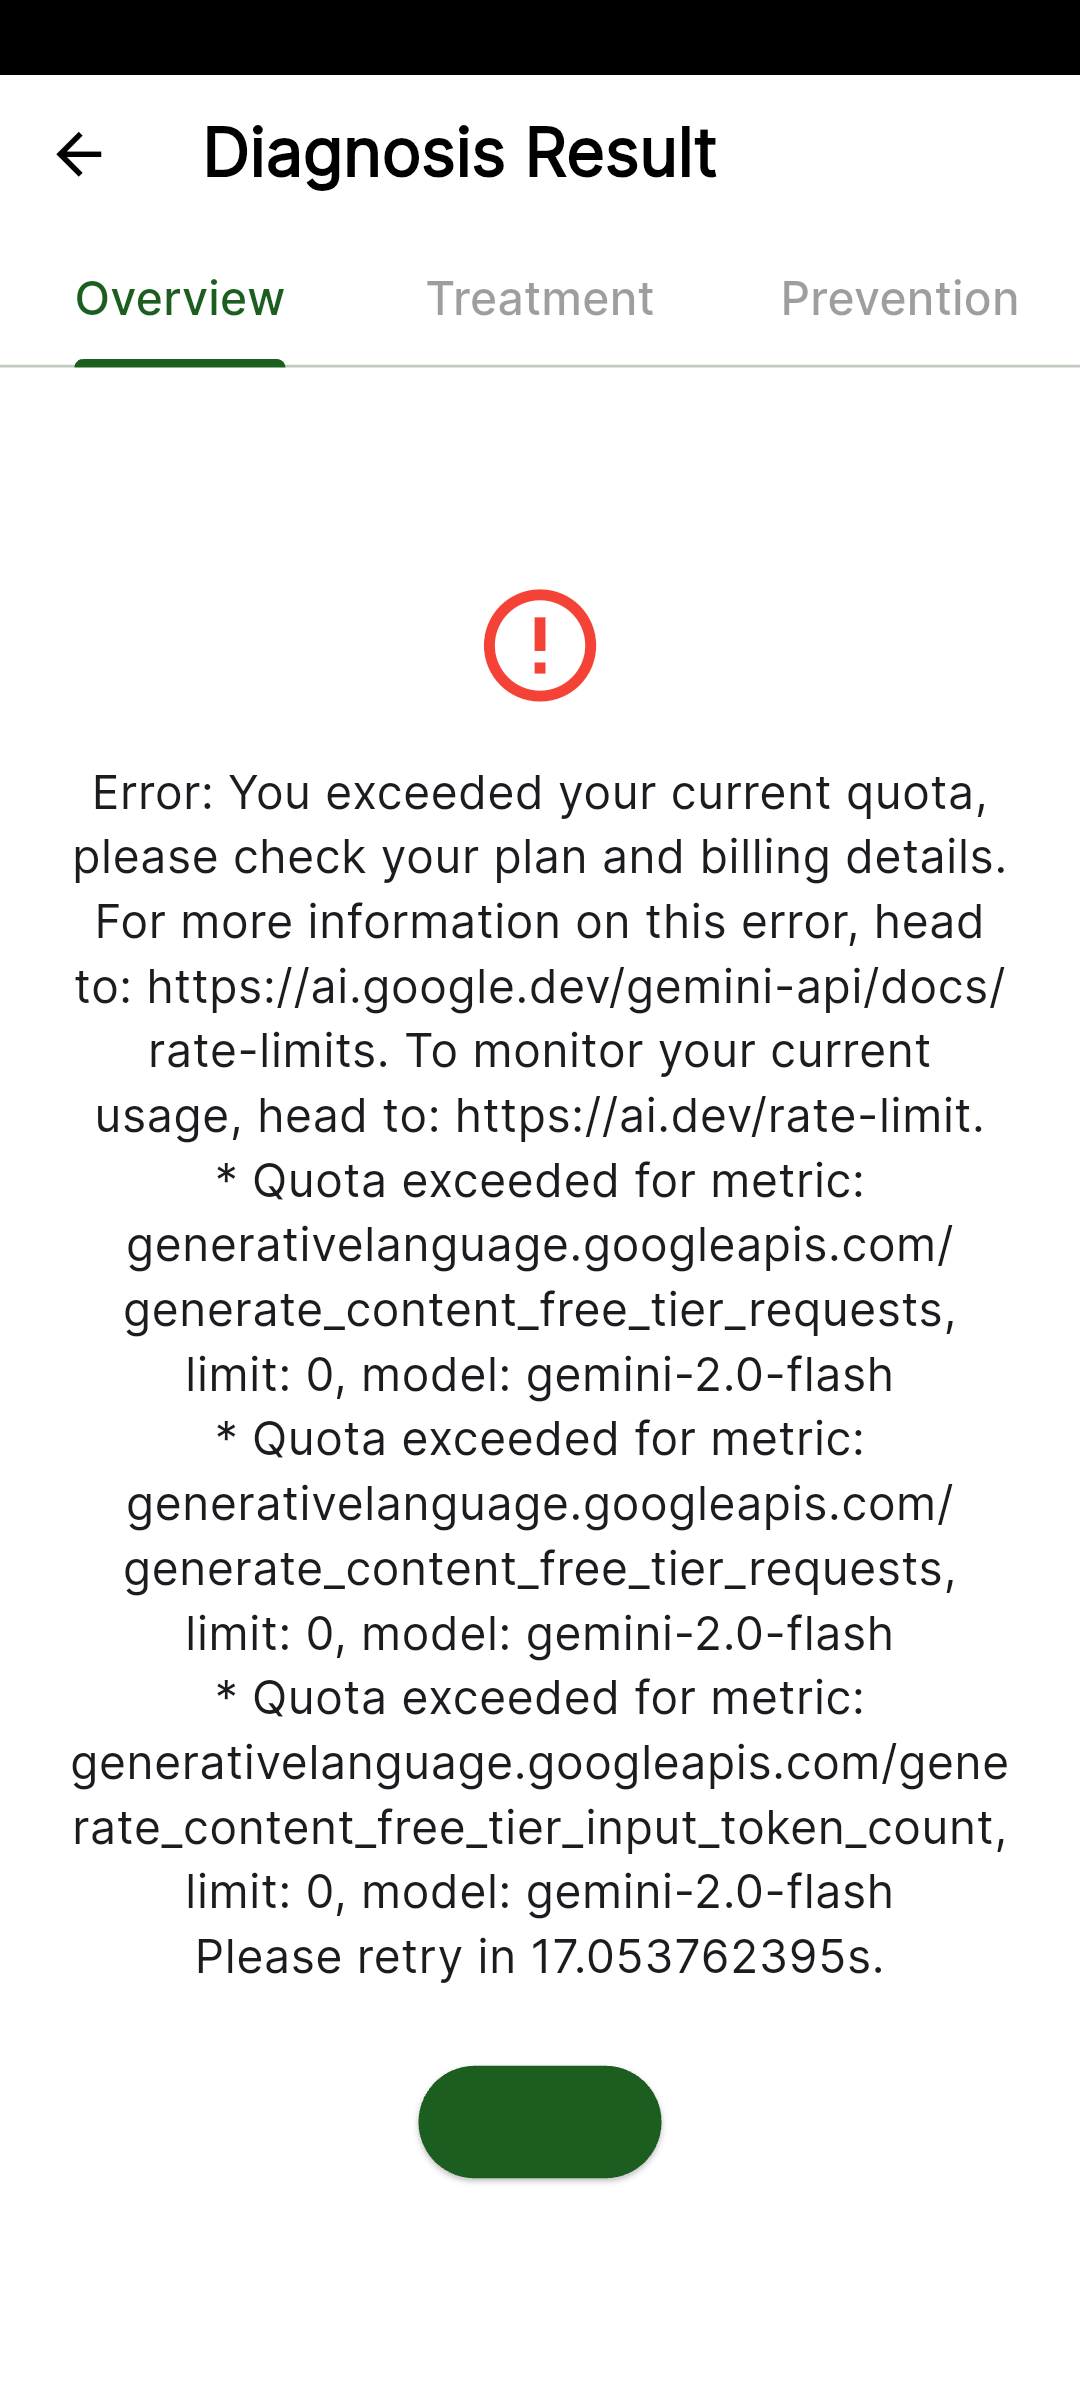 Diagnosis Result
Overview Treatment Prevention
Error: You exceeded your current quota,
please check your plan and billing details.
For more information on this error, head
to: https://ai.google.dev/gemini-api/docs/
rate-limits. To monitor your current
usage, head to: https://ai.dev/rate-limit.
* Quota exceeded for metric:
generativelanguage.googleapis.com/
generate_content_free_tier_requests,
limit: 0, model: gemini-2.0-flash
* Quota exceeded for metric:
generativelanguage.googleapis.com/
generate_content_free_tier_requests,
limit: 0, model: gemini-2.0-flash
* Quota exceeded for metric:
generativelanguage.googleapis.com/gene
rate_content_free_tier_input_token_count,
limit: 0, model: gemini-2.0-flash
Please retry in 17.053762395s.